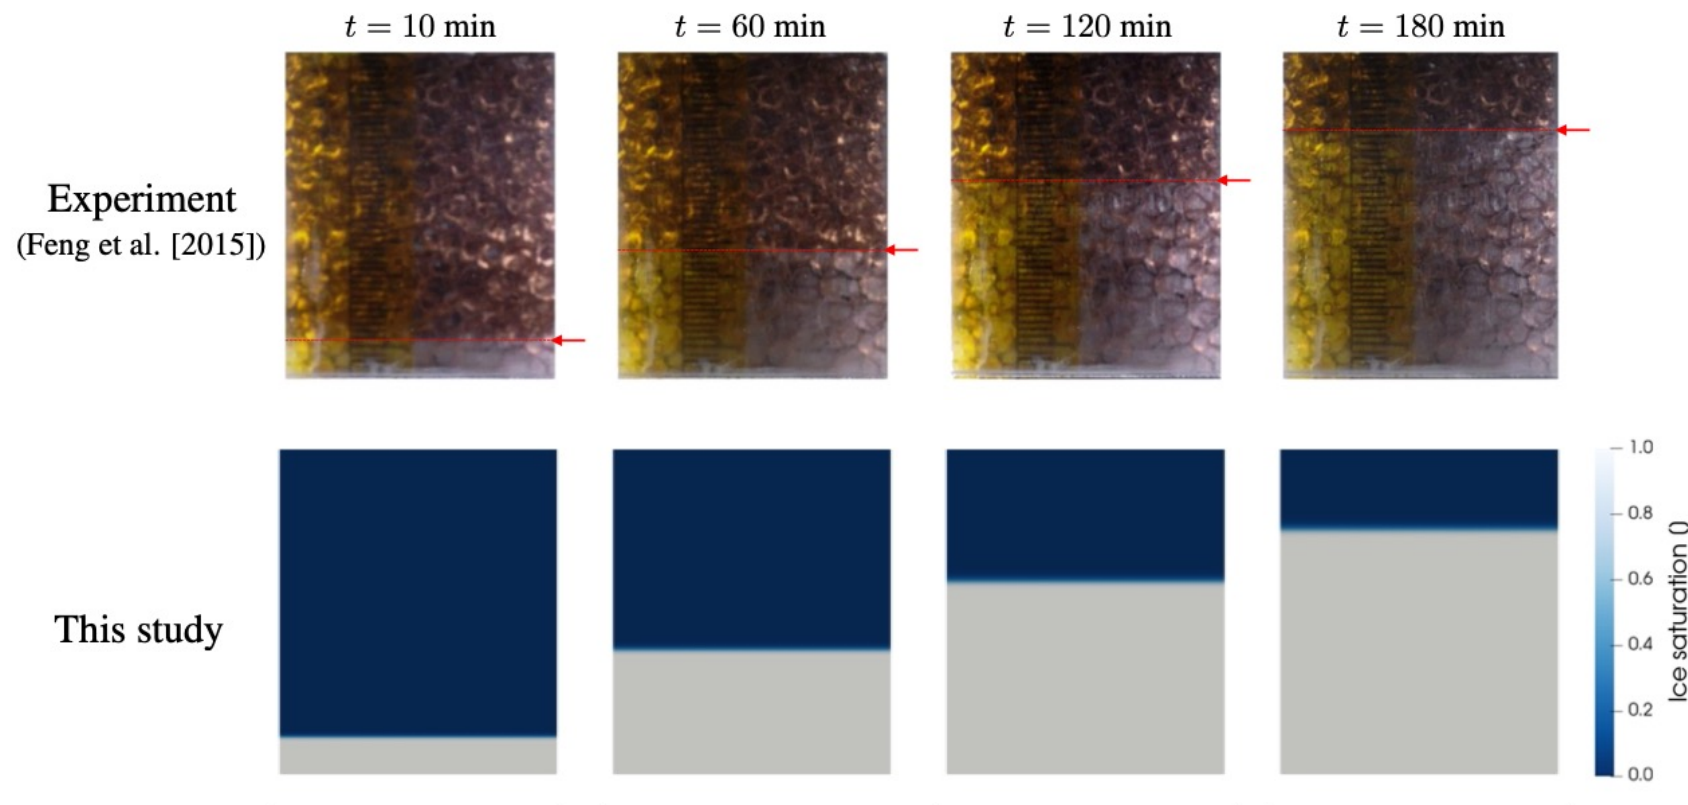 t = 10 min
t = 60 min
t = 120 min
t = 180 min
Experiment
(Feng et al. [2015])
This study
1.0
0.8
0.6
0.4
0.2
0.0
Ice saturation ()